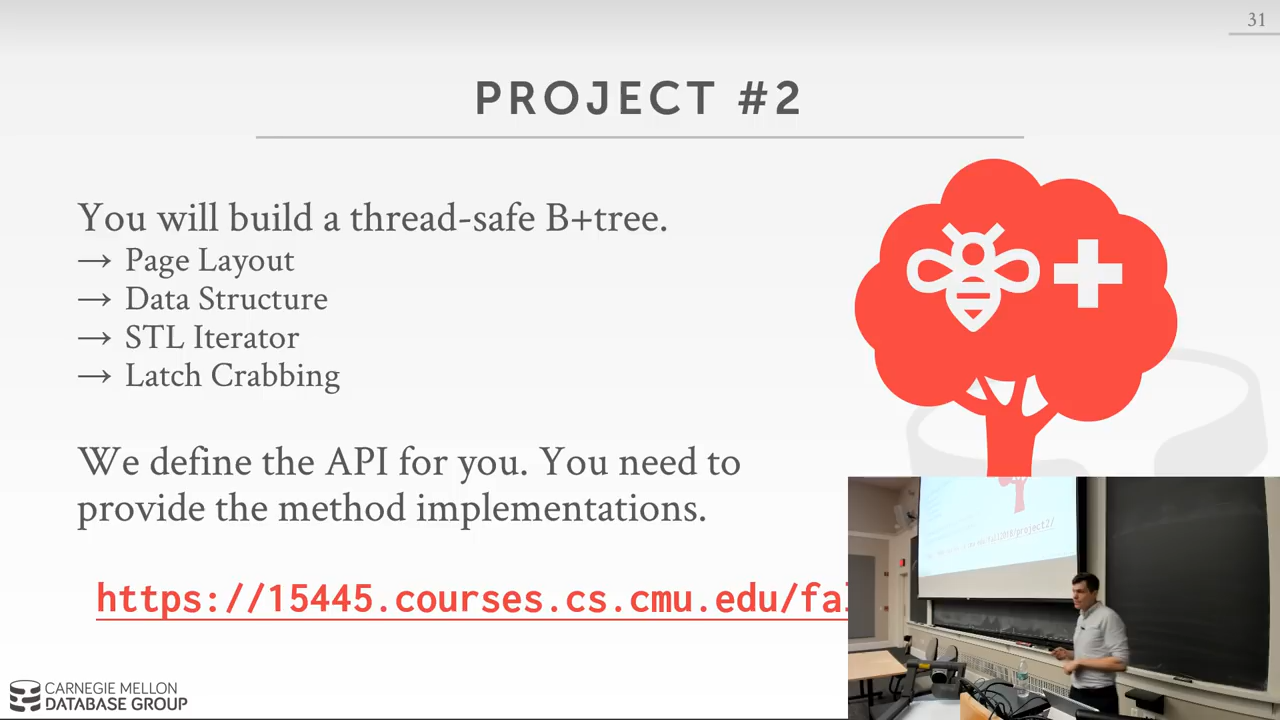 31
PROJECT #2
You will build a thread-safe B+tree.
→ Page Layout
→ Data Structure
→ STL Iterator
→ Latch Crabbing
We define the API for you. You need to
provide the method implementations.
https://15445.courses.cs.cmu.edu/fal
CARNEGIE MELLON
DATABASE GROUP